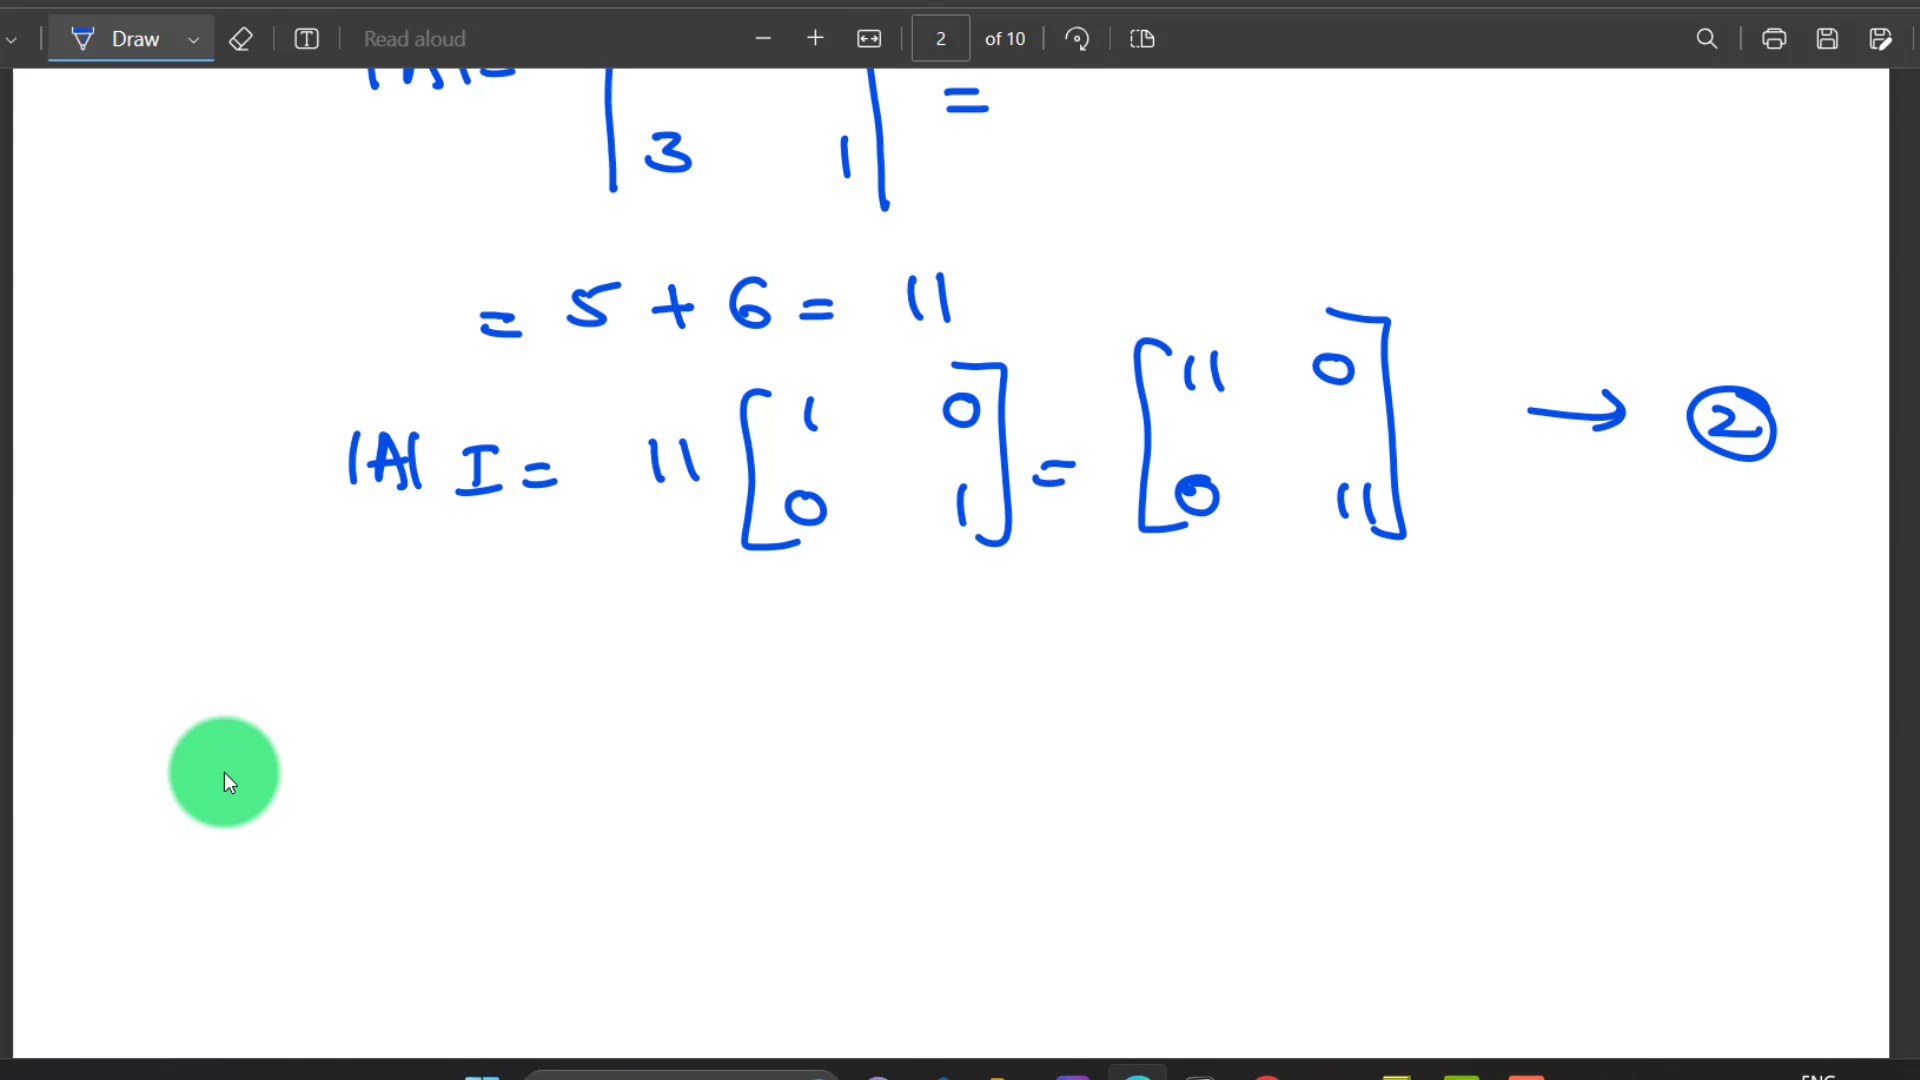 Draw Read aloud 2 of 10
|A|=
3 1 =
= 5 + 6 = 11
|A| I = 11 [1 0 0 1] = [11 0 0 11] → 2